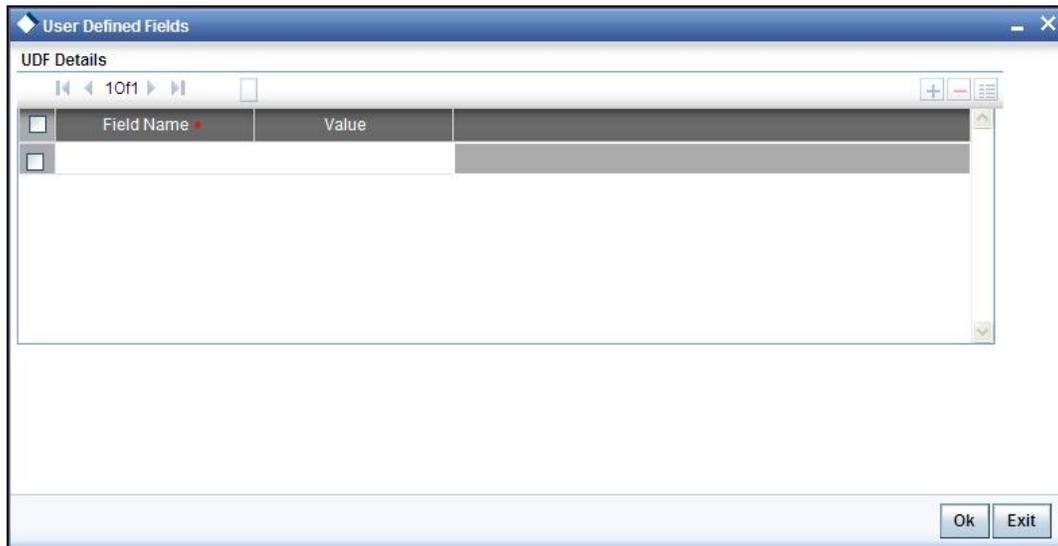 User Defined Fields
UDF Details
1Of1
Field Name *
Value
Ok
Exit